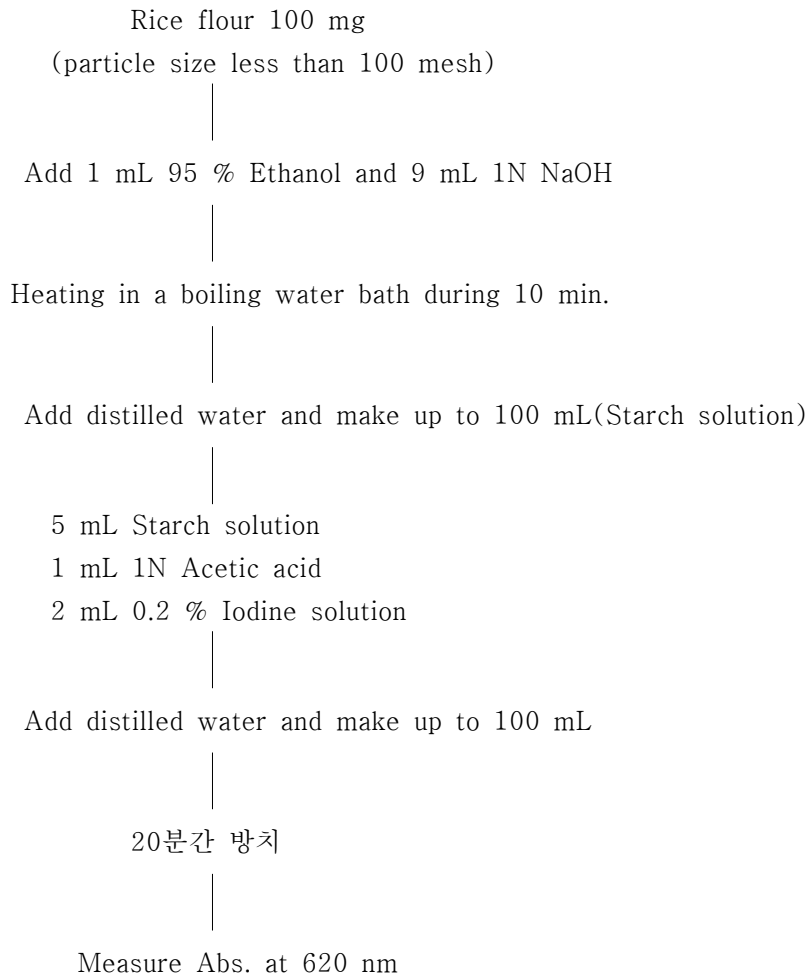 Rice flour 100 mg
(particle size less than 100 mesh)
Add 1 mL 95 % Ethanol and 9 mL 1N NaOH
Heating in a boiling water bath during 10 min.
Add distilled water and make up to 100 mL(Starch solution)
5 mL Starch solution
1 mL 1N Acetic acid
2 mL 0.2 % Iodine solution
Add distilled water and make up to 100 mL
20분간 방치
Measure Abs. at 620 nm